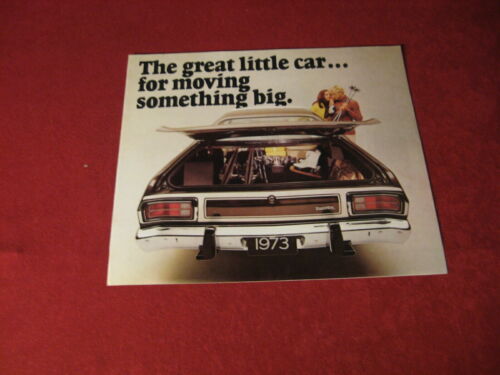 The great little car...
for moving
something big.
1973